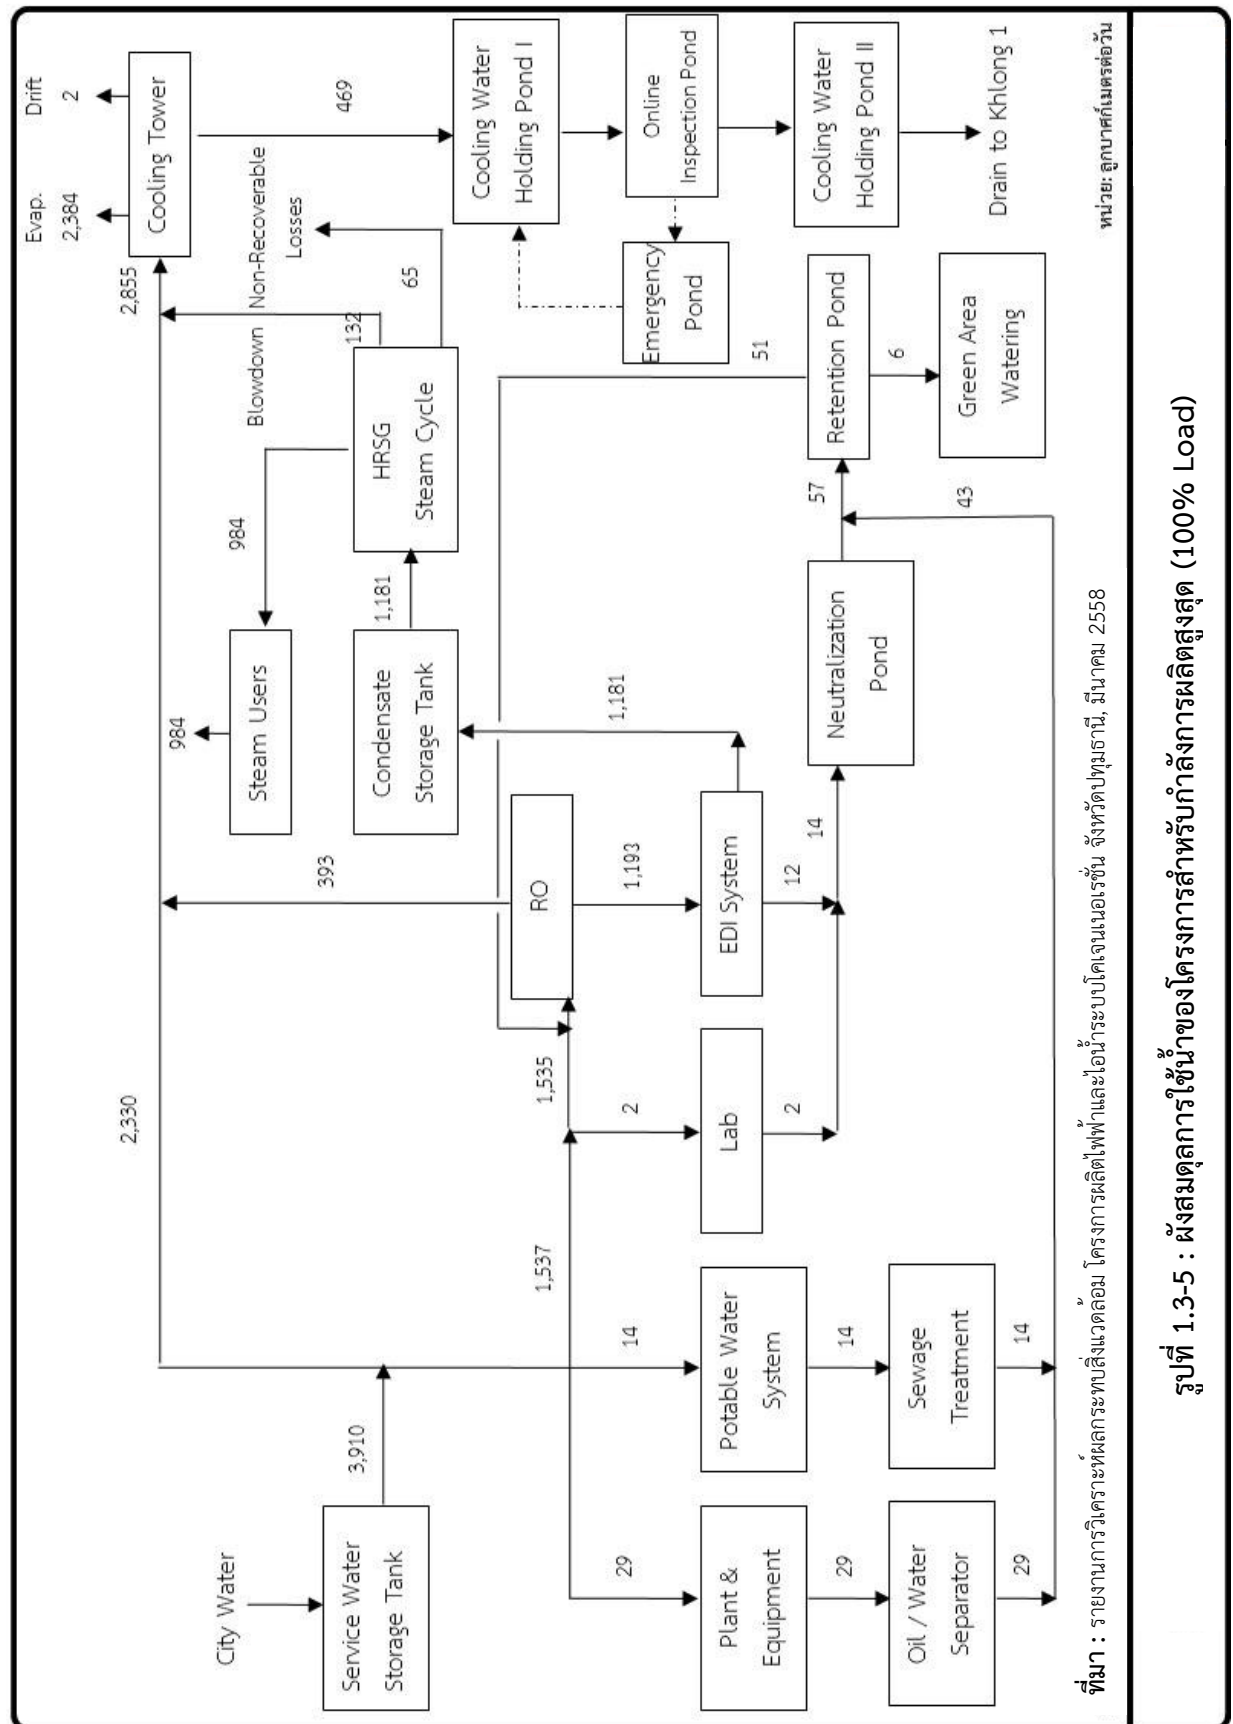 City Water
Service Water
Storage Tank
3,910
2,330
2,855
Evap.
2,384
Drift
2
Cooling Tower
469
Cooling Water
Holding Pond I
Online
Inspection Pond
Cooling Water
Holding Pond II
Drain to Khlong 1
Emergency
Pond
Blowdown
Non-Recoverable
Losses
132
65
HRSG
Steam Cycle
984
Steam Users
984
Condensate
Storage Tank
1,181
1,181
393
RO
1,193
EDI System
12
14
1,535
2
Lab
2
1,537
14
Potable Water
System
14
Sewage
Treatment
14
29
Plant &
Equipment
29
Oil / Water
Separator
29
Neutralization
Pond
57
43
Retention Pond
51
6
Green Area
Watering
หน่วย: ลูกบาศก์เมตรต่อวัน
ที่มา : รายงานการวิเคราะห์ผลกระทบสิ่งแวดล้อม โครงการผลิตไฟฟ้าและไอน้ำระบบโคเจนเนอเรชั่น จังหวัดปทุมธานี, มีนาคม 2558
รูปที่ 1.3-5 : ผังสมดุลการใช้น้ำของโครงการสำหรับกำลังการผลิตสูงสุด (100% Load)